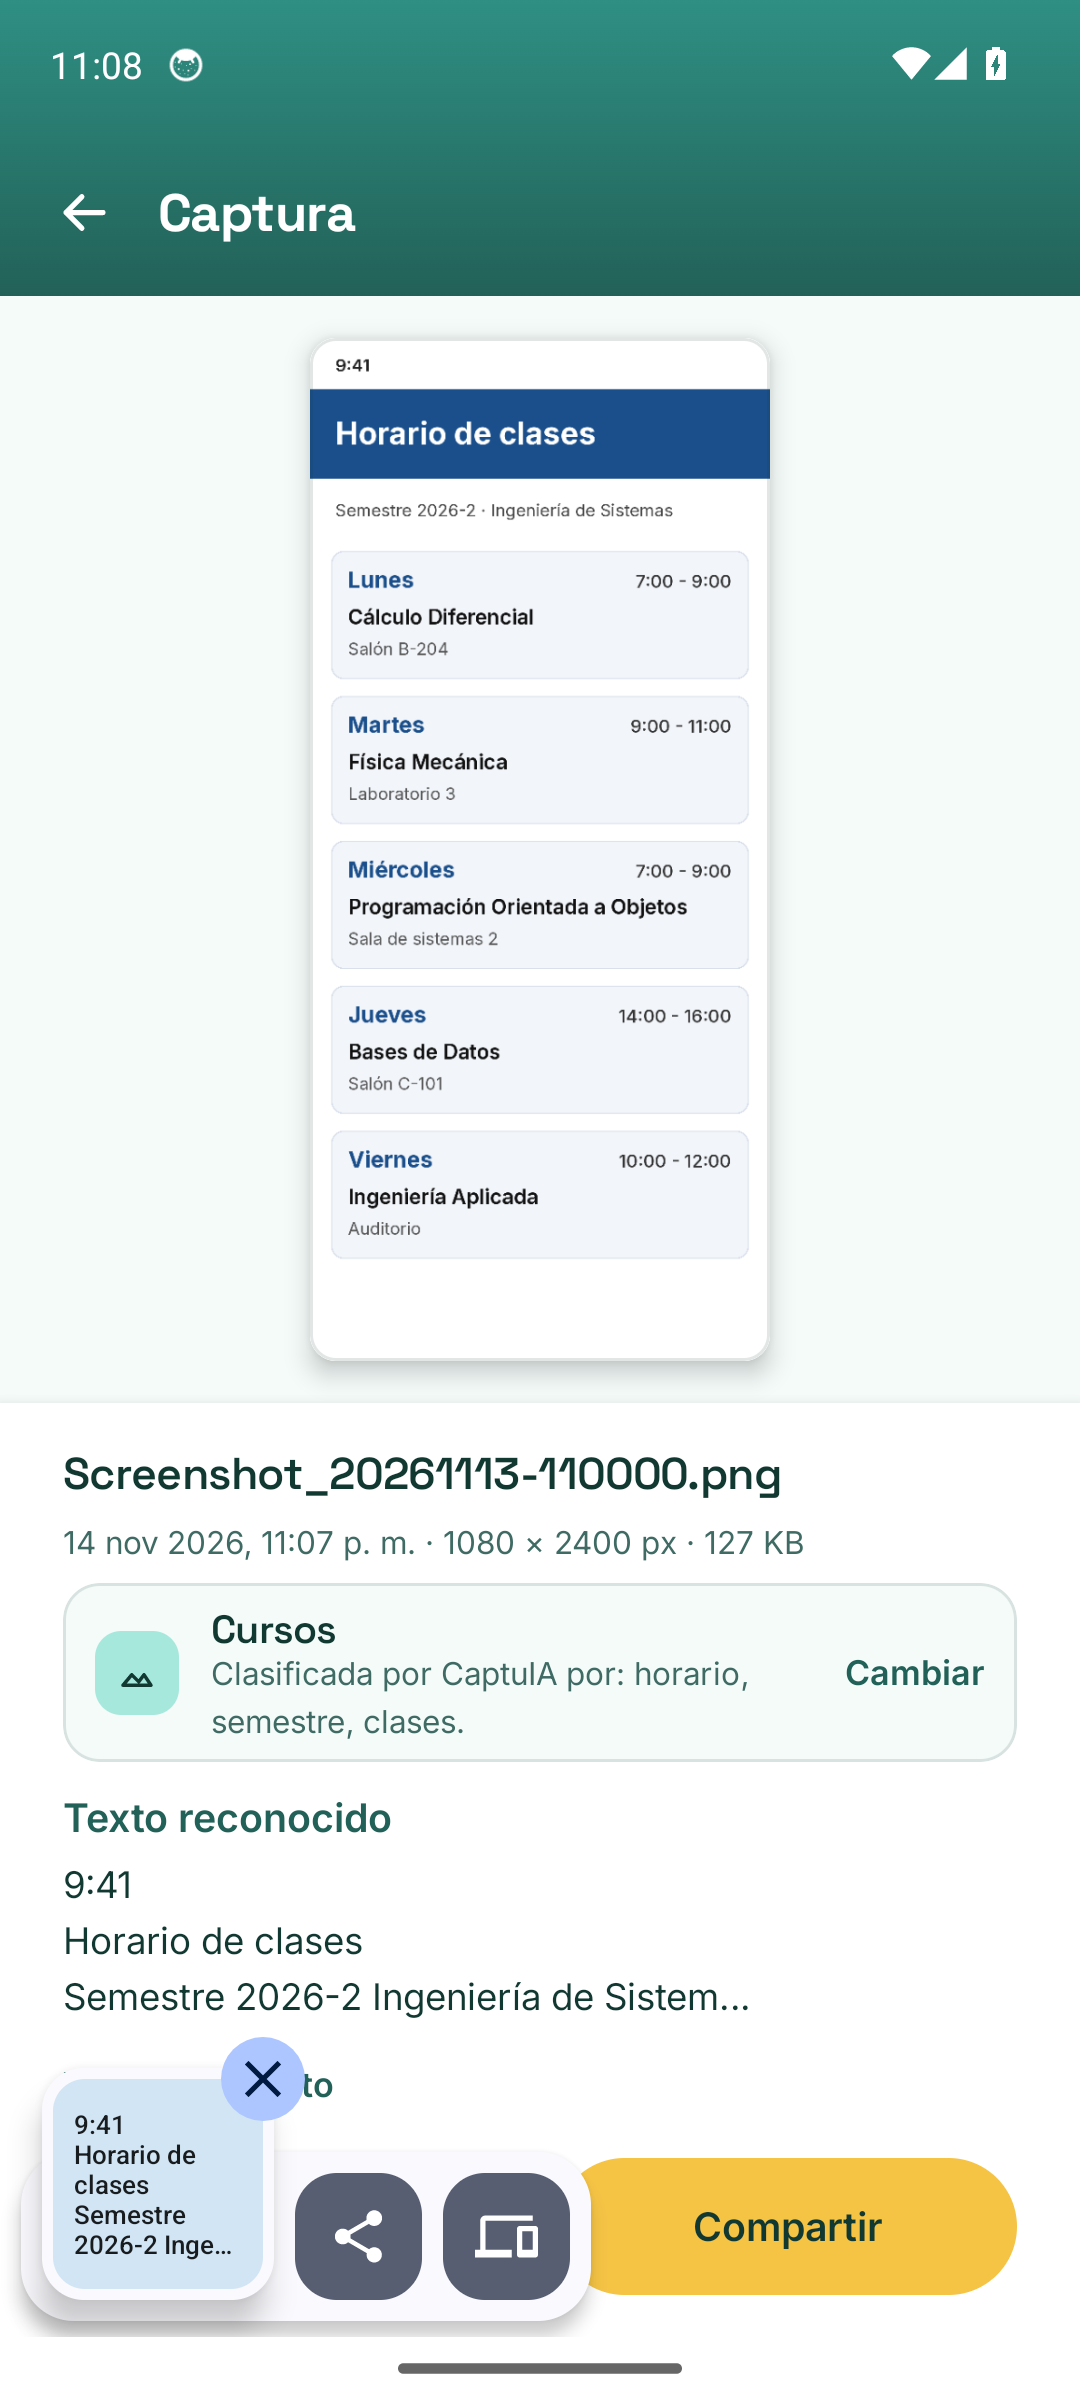 11:08
Captura
9:41
Horario de clases
Semestre 2026-2 · Ingeniería de Sistemas
Lunes 7:00 - 9:00
Cálculo Diferencial
Salón B-204
Martes 9:00 - 11:00
Física Mecánica
Laboratorio 3
Miércoles 7:00 - 9:00
Programación Orientada a Objetos
Sala de sistemas 2
Jueves 14:00 - 16:00
Bases de Datos
Salón C-101
Viernes 10:00 - 12:00
Ingeniería Aplicada
Auditorio
Screenshot_20261113-110000.png
14 nov 2026, 11:07 p. m. · 1080 × 2400 px · 127 KB
Cursos
Clasificada por CaptuIA por: horario,
semestre, clases.
Cambiar
Texto reconocido
9:41
Horario de clases
Semestre 2026-2 Ingeniería de Sistem...
to
9:41
Horario de
clases
Semestre
2026-2 Inge...
Compartir